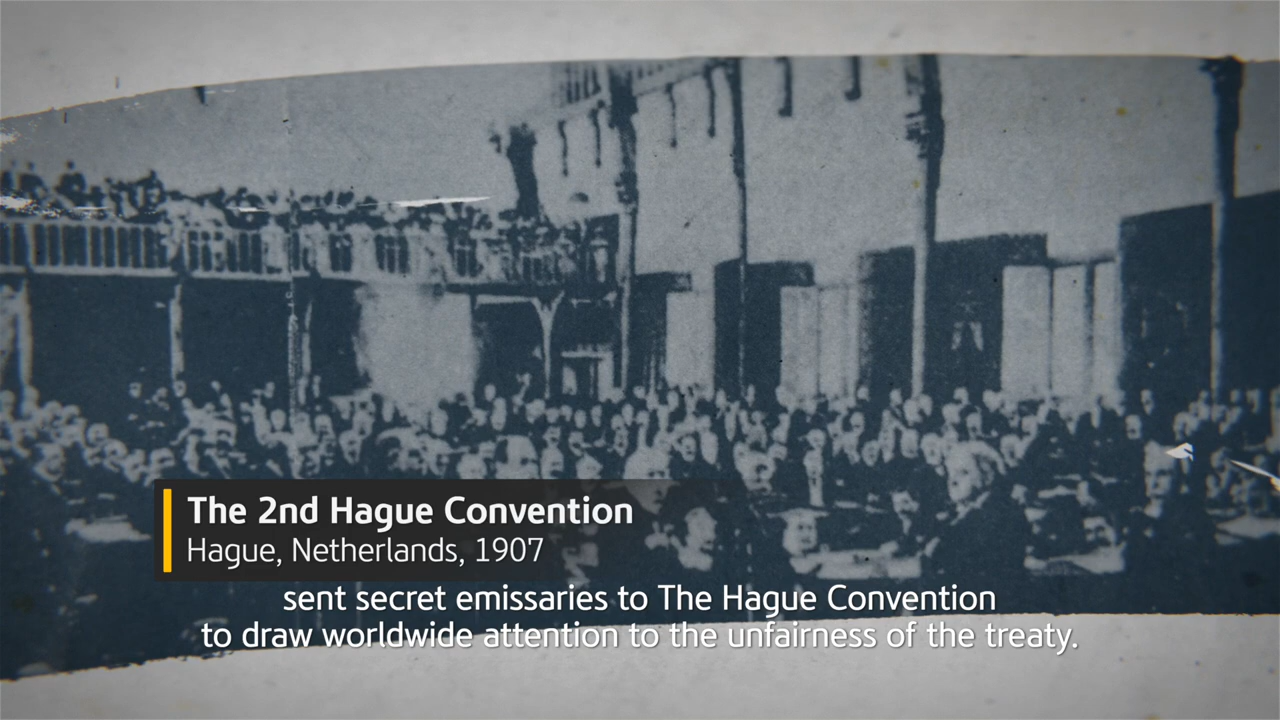 The 2nd Hague Convention
Hague, Netherlands, 1907
sent secret emissaries to The Hague Convention
to draw worldwide attention to the unfairness of the treaty.